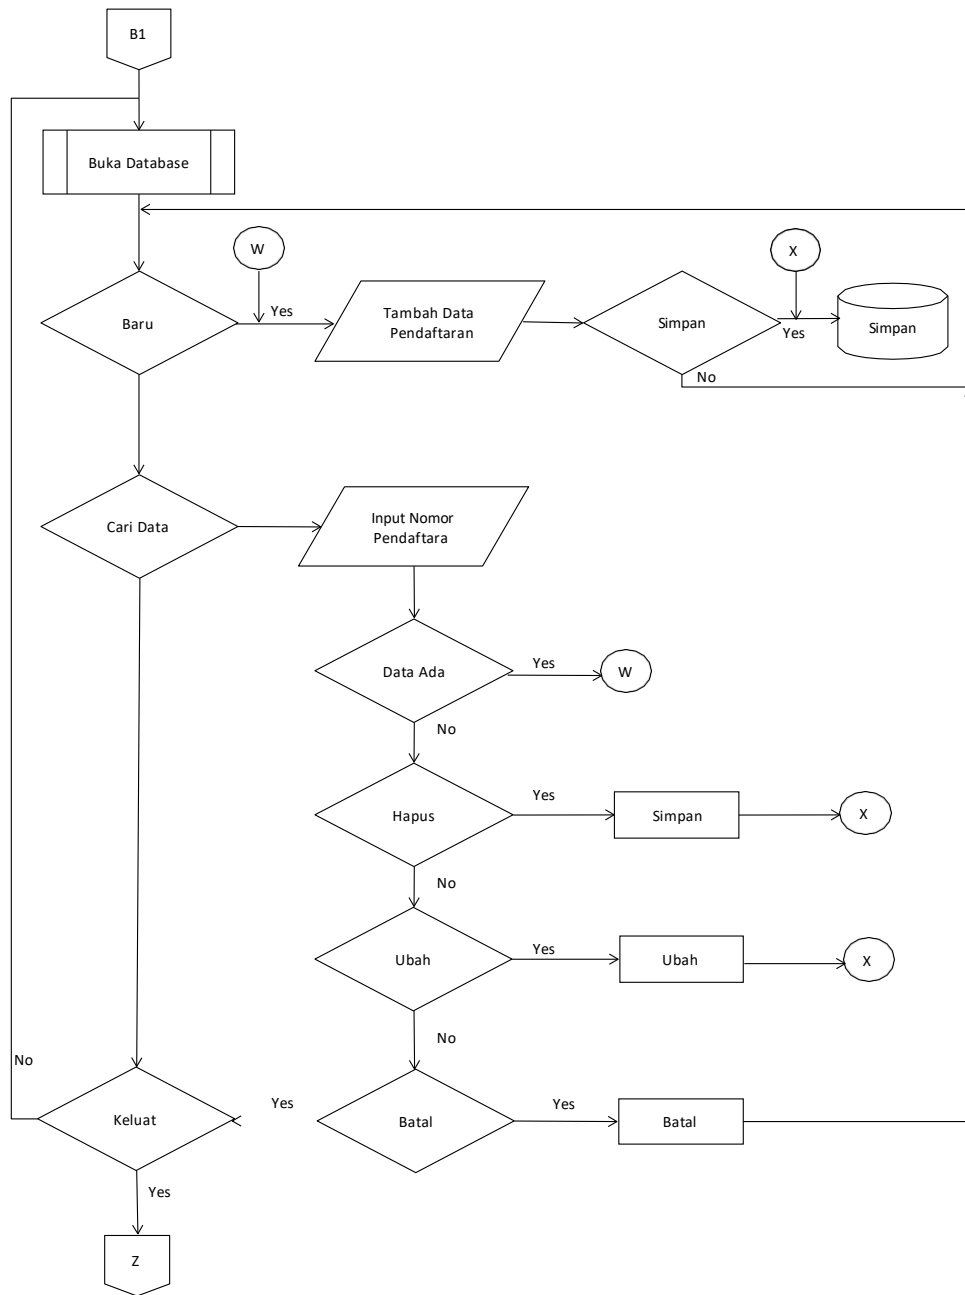 B1
Buka Database
W
X
Baru
Yes
Tambah Data
Pendaftaran
Simpan
Yes
Simpan
No
Cari Data
Input Nomor
Pendaftara
Data Ada
Yes
W
No
Hapus
Yes
Simpan
X
No
Ubah
Yes
Ubah
X
No
No
Keluat
Yes
Batal
Yes
Batal
Yes
Z